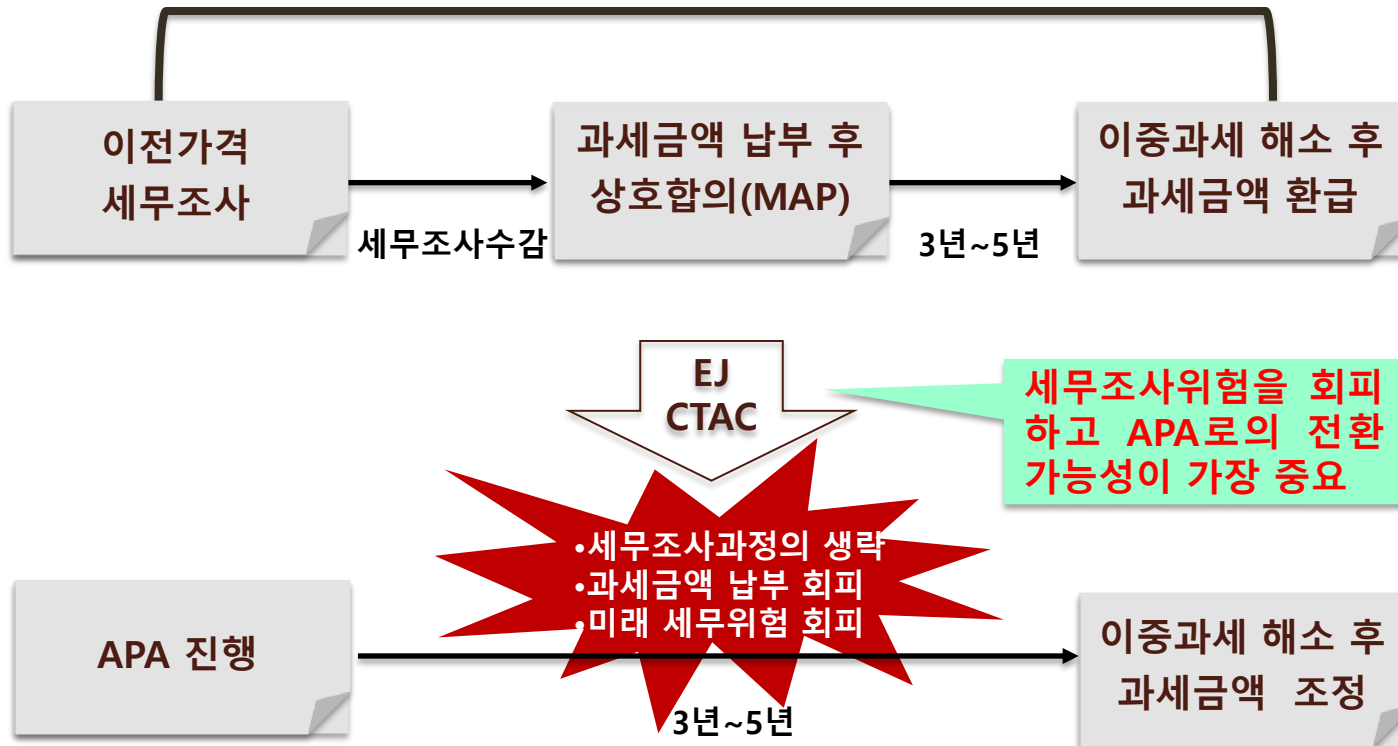 이전가격
세무조사
세무조사수감
과세금액 납부 후
상호합의(MAP)
3년~5년
이중과세 해소 후
과세금액 환급
EJ
CTAC
세무조사위험을 회피
하고 APA로의 전환
가능성이 가장 중요
•세무조사과정의 생략
•과세금액 납부 회피
•미래 세무위험 회피
APA 진행
3년~5년
이중과세 해소 후
과세금액 조정